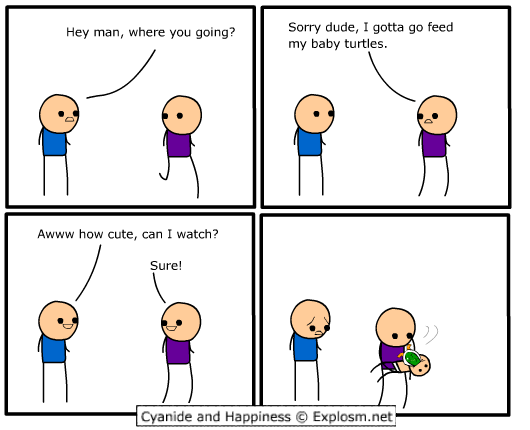 Hey man, where you going?
Sorry dude, I gotta go feed
my baby turtles.
Awww how cute, can I watch?
Sure!
Cyanide and Happiness © Explosm.net